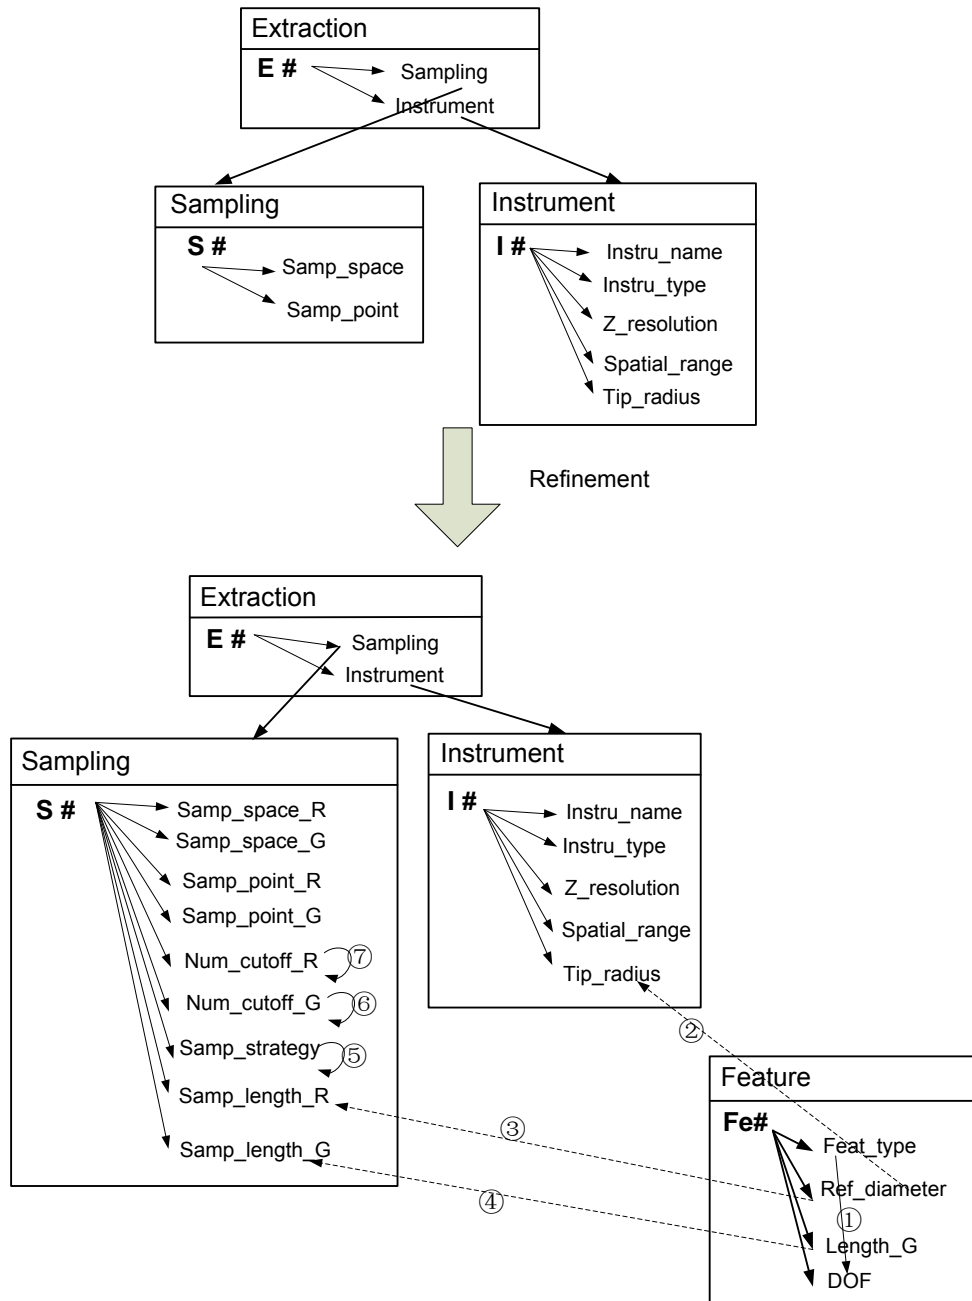 Extraction
E #
Sampling
Instrument
Sampling
S #
Samp_space
Samp_point
Instrument
I #
Instru_name
Instru_type
Z_resolution
Spatial_range
Tip_radius
Refinement
Extraction
E #
Sampling
Instrument
Sampling
S #
Samp_space_R
Samp_space_G
Samp_point_R
Samp_point_G
Num_cutoff_R ⑦
Num_cutoff_G ⑥
Samp_strategy ⑤
Samp_length_R
Samp_length_G
Instrument
I #
Instru_name
Instru_type
Z_resolution
Spatial_range
Tip_radius
②
③
④
Feature
Fe#
Feat_type
Ref_diameter
①
Length_G
DOF